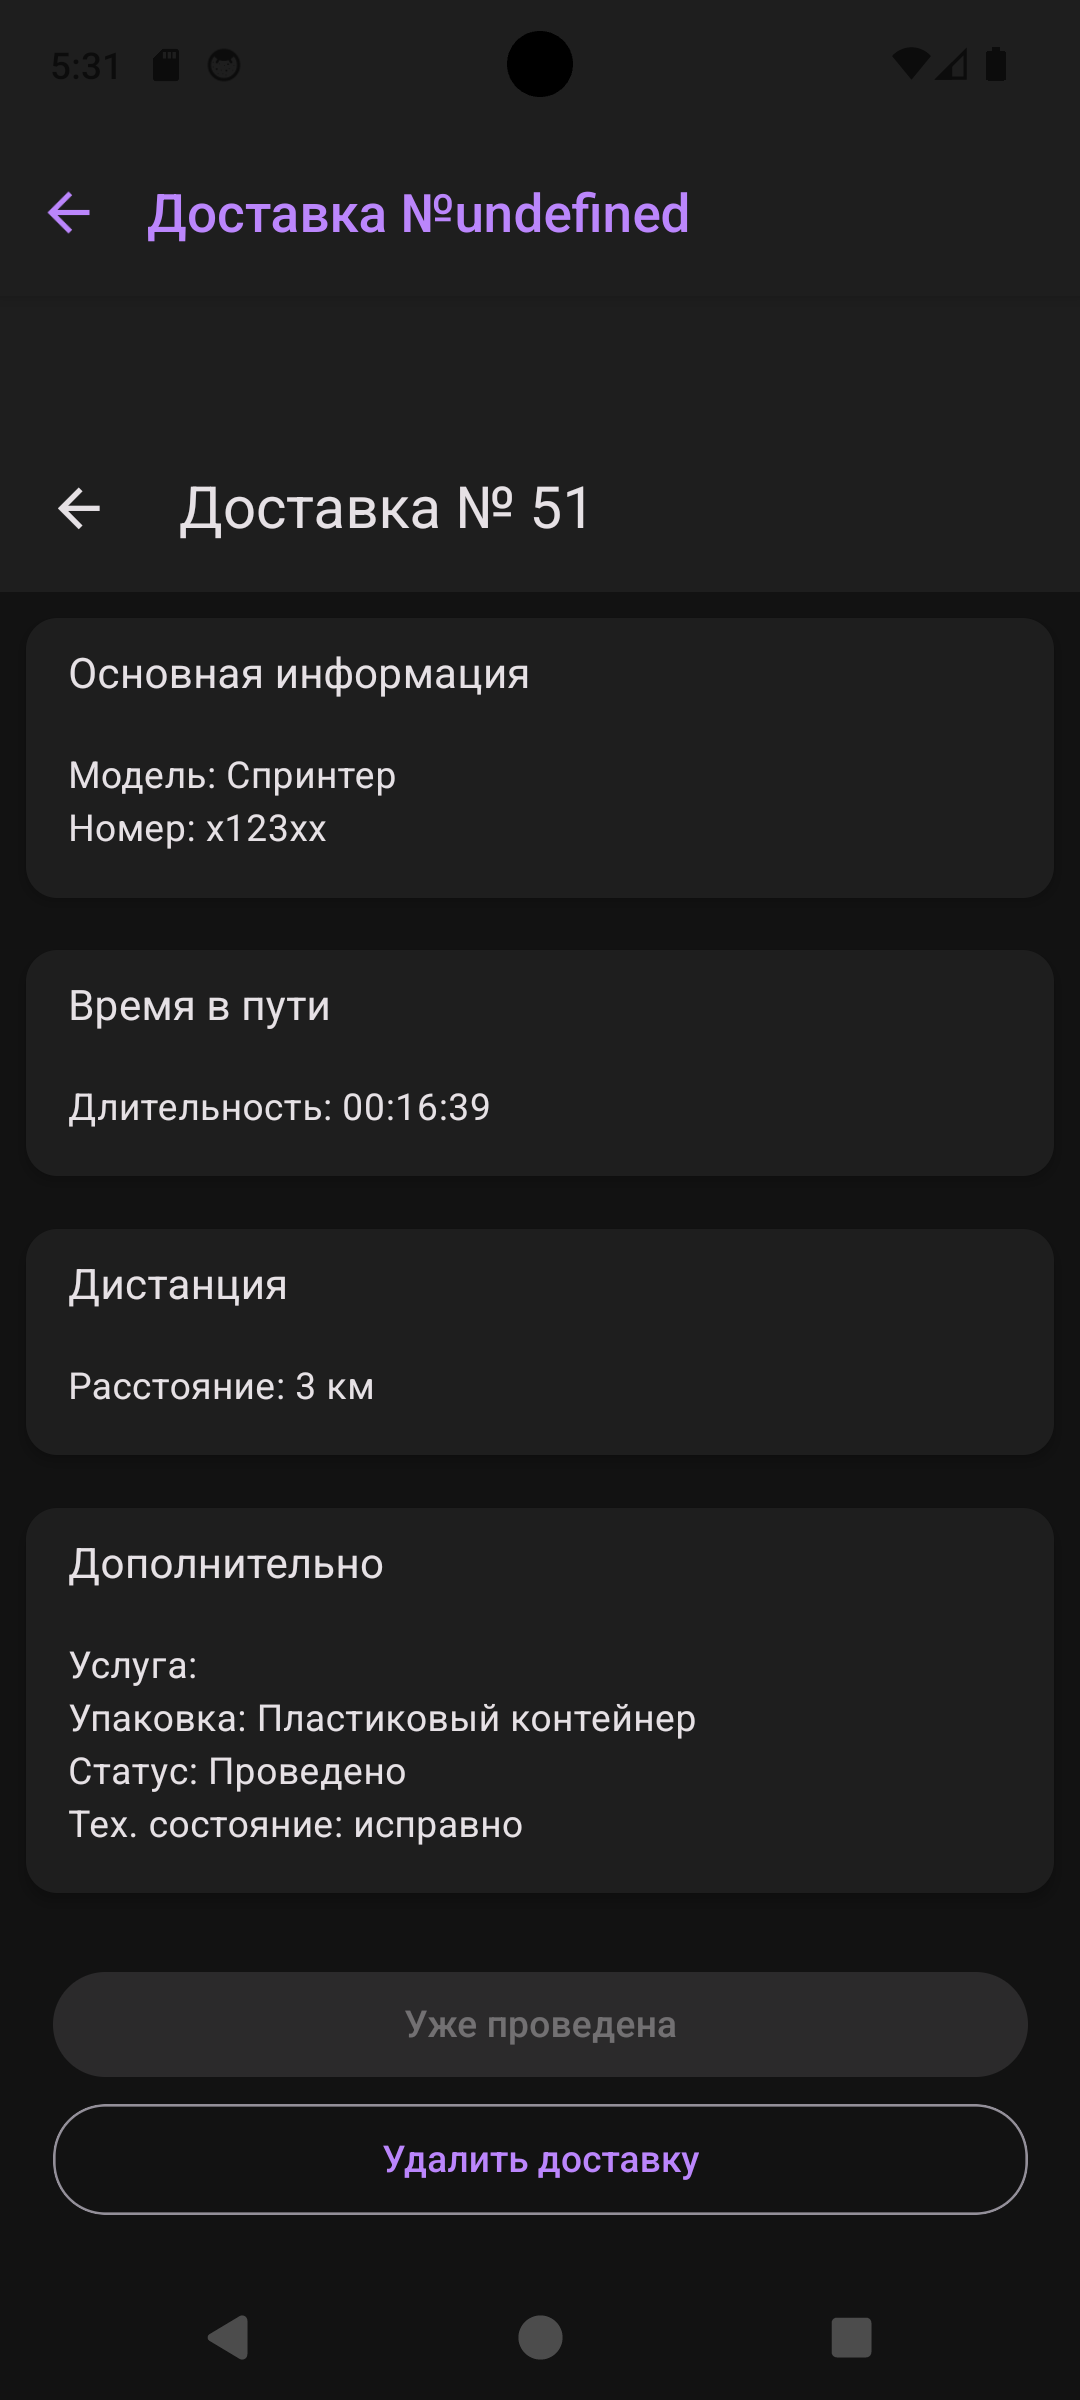 5:31
Доставка №undefined
Доставка № 51
Основная информация
Модель: Спринтер
Номер: х123хх
Время в пути
Длительность: 00:16:39
Дистанция
Расстояние: 3 км
Дополнительно
Услуга:
Упаковка: Пластиковый контейнер
Статус: Проведено
Тех. состояние: исправно
Уже проведена
Удалить доставку